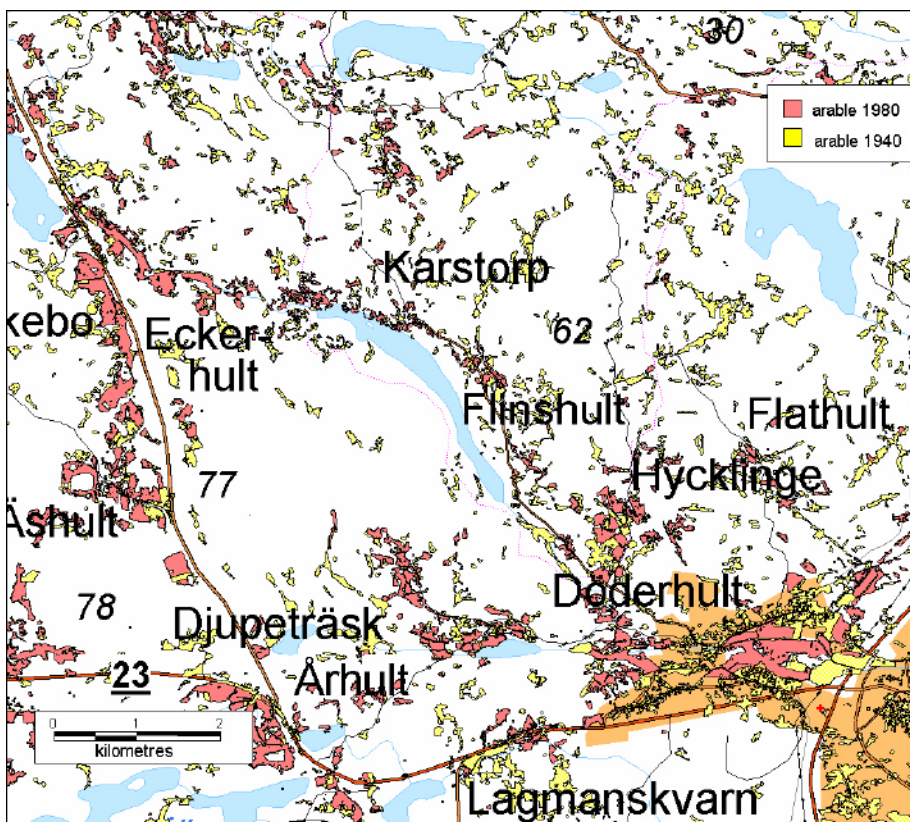 30
arable 1980
arable 1940
Karstorp
kebo
Ecker-
hult
62
Flinshult
Flathult
Hycklinge
77
Åshult
78
Djupeträsk
Döderhult
23
Århult
0 1 2
kilometres
Lagmanskvarn